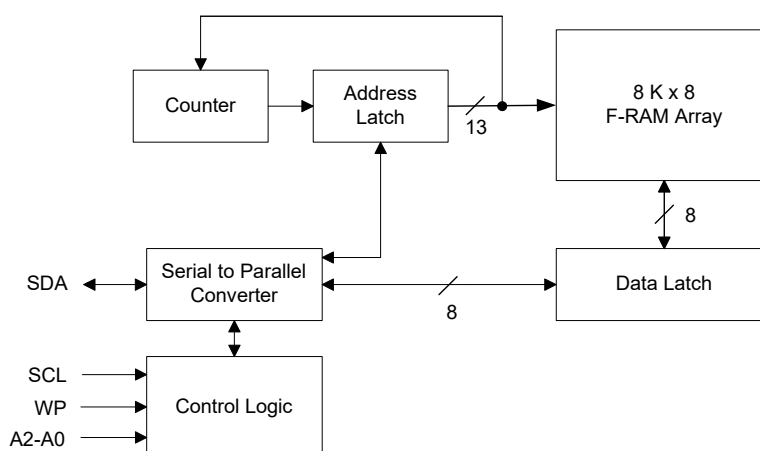 Counter
Address
Latch
13
8 K x 8
F-RAM Array
8
SDA
Serial to Parallel
Converter
8
Data Latch
SCL
WP
A2-A0
Control Logic